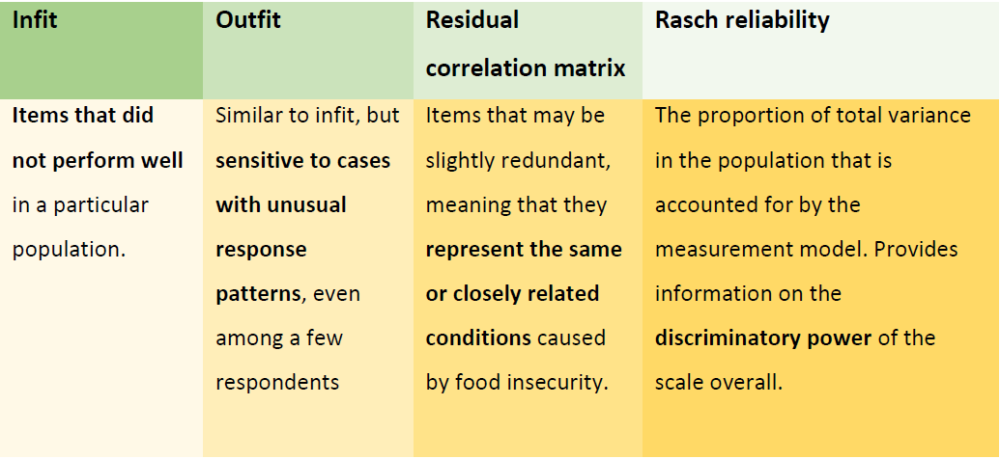 Infit
Outfit
Residual
correlation matrix
Rasch reliability
Items that did
not perform well
in a particular
population.
Similar to infit, but
sensitive to cases
with unusual
response
patterns, even
among a few
respondents
Items that may be
slightly redundant,
meaning that they
represent the same
or closely related
conditions caused
by food insecurity.
The proportion of total variance
in the population that is
accounted for by the
measurement model. Provides
information on the
discriminatory power of the
scale overall.